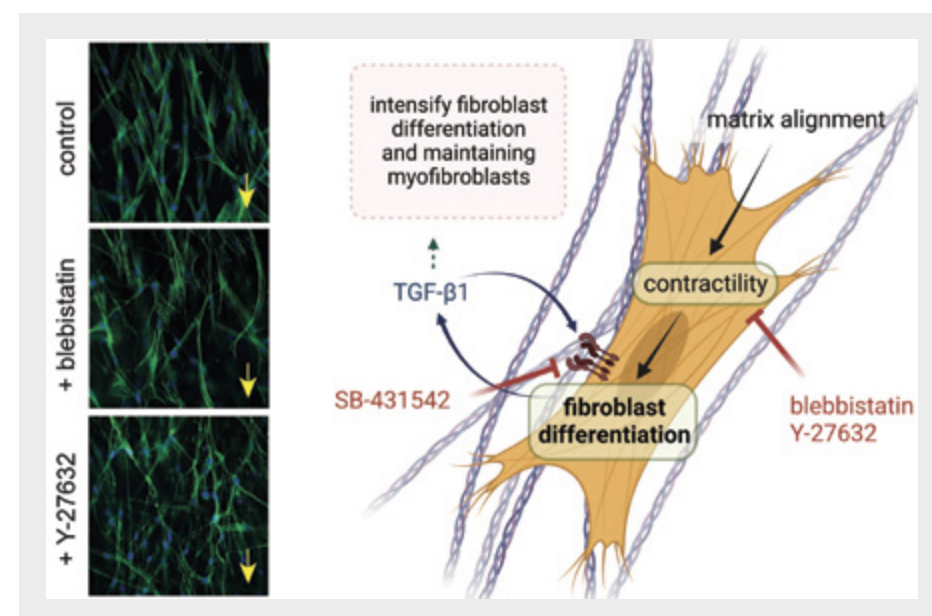 control
+ blebistatin
+ Y-27632
intensify fibroblast
differentiation
and maintaining
myofibroblasts
matrix alignment
contractility
TGF-β1
SB-431542
fibroblast
differentiation
blebbistatin
Y-27632